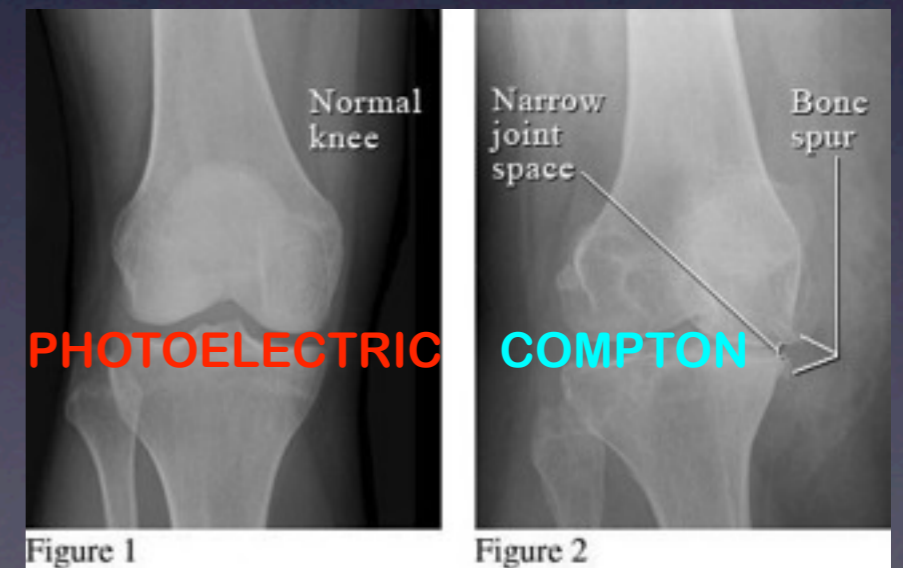 Normal
knee
PHOTOELECTRIC
Figure 1
Narrow
joint
space
Bone
spur
COMPTON
Figure 2